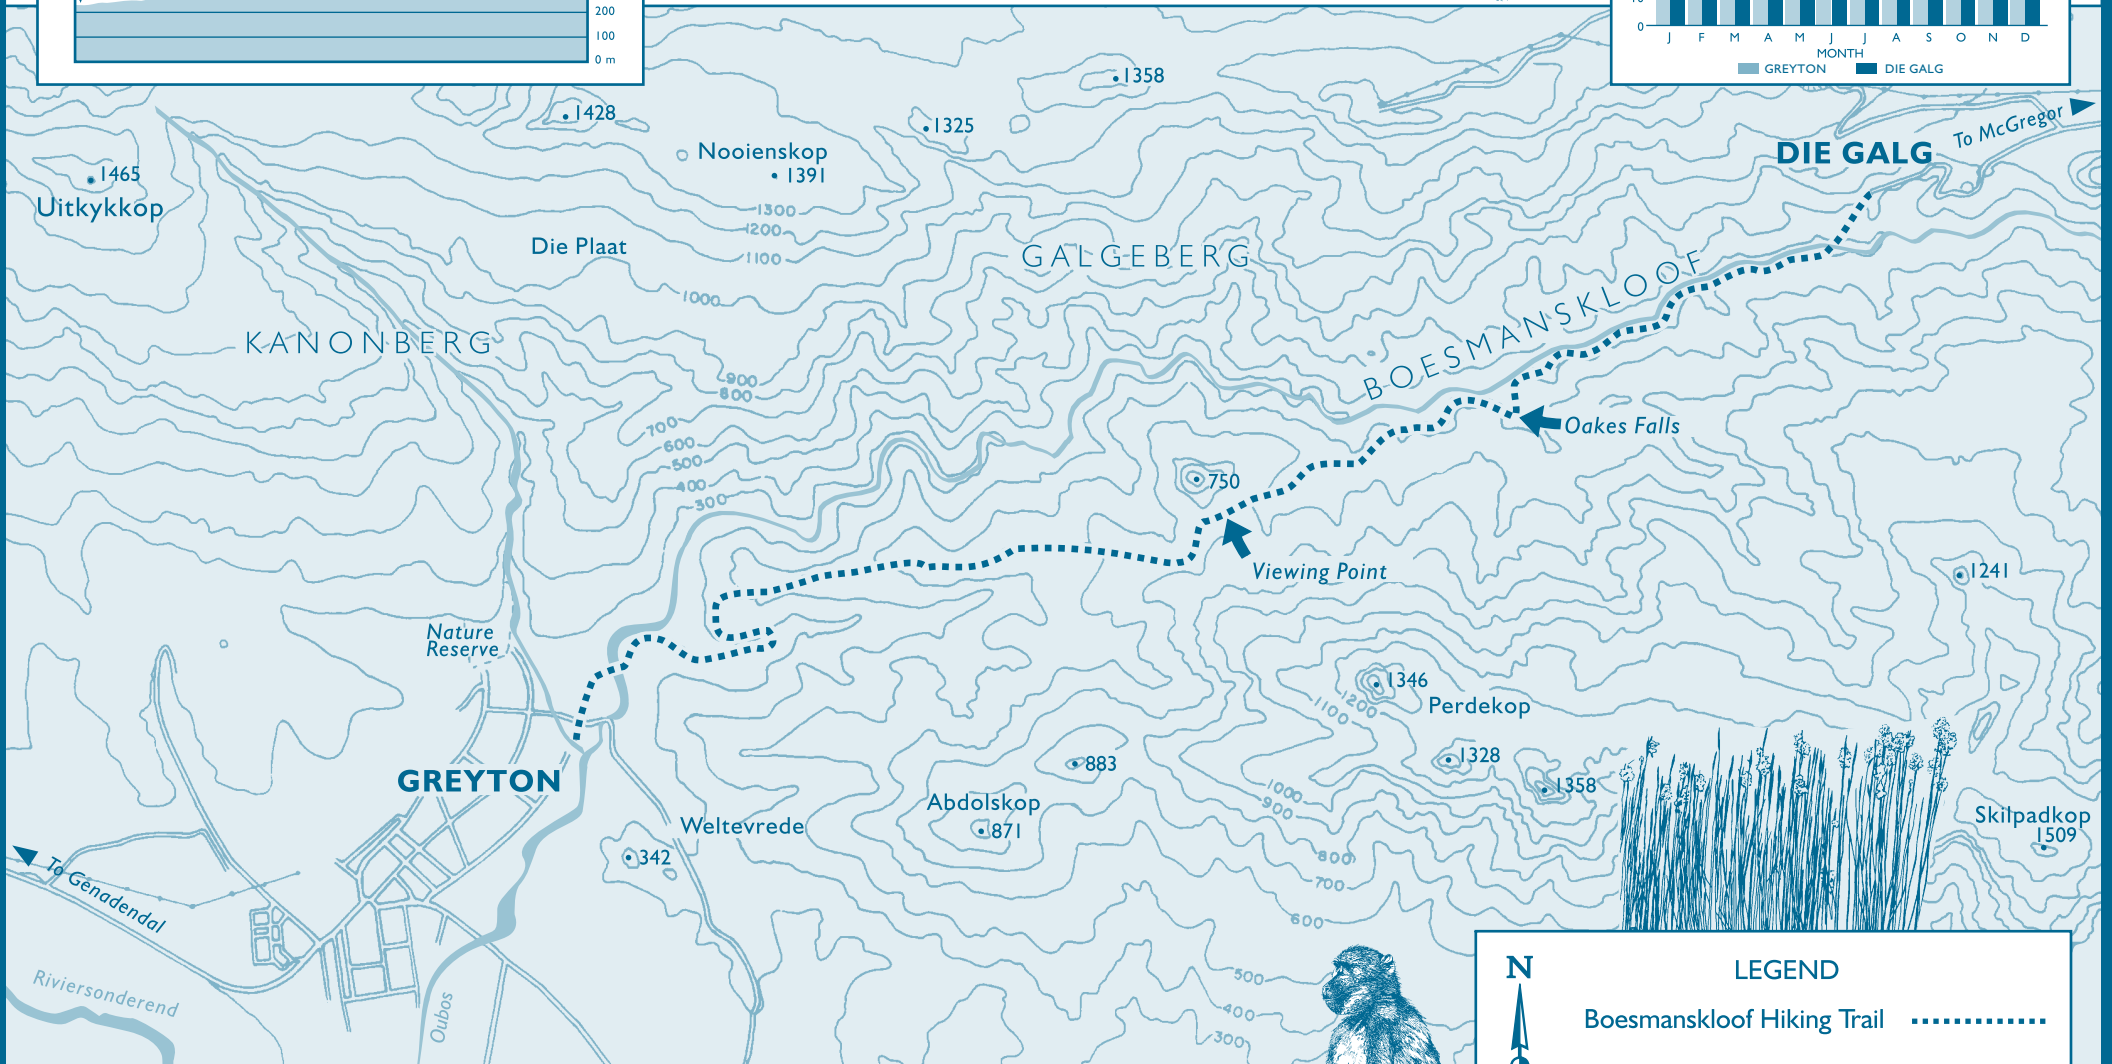 200
100
0 m
0
J F M A M J J A S O N D
MONTH
GREYTON
DIE GALG
1358
1428
1325
To McGregor
DIE GALG
Nooienskop
1391
1465
Uitkykkop
1300
1200
1100
Die Plaat
GALGEBERG
BOESMANSKLOOF
1000
KANONBERG
900
800
700
600
500
400
300
Oakes Falls
750
Viewing Point
1241
Nature
Reserve
1346
Perdekop
1200
1100
1328
1358
883
GREYTON
Abdolskop
871
1000
900
800
700
600
500
400
300
Weltevrede
342
Skilpadkop
1509
To Genadendal
Riviersonderend
Oubos
N
LEGEND
Boesmanskloof Hiking Trail